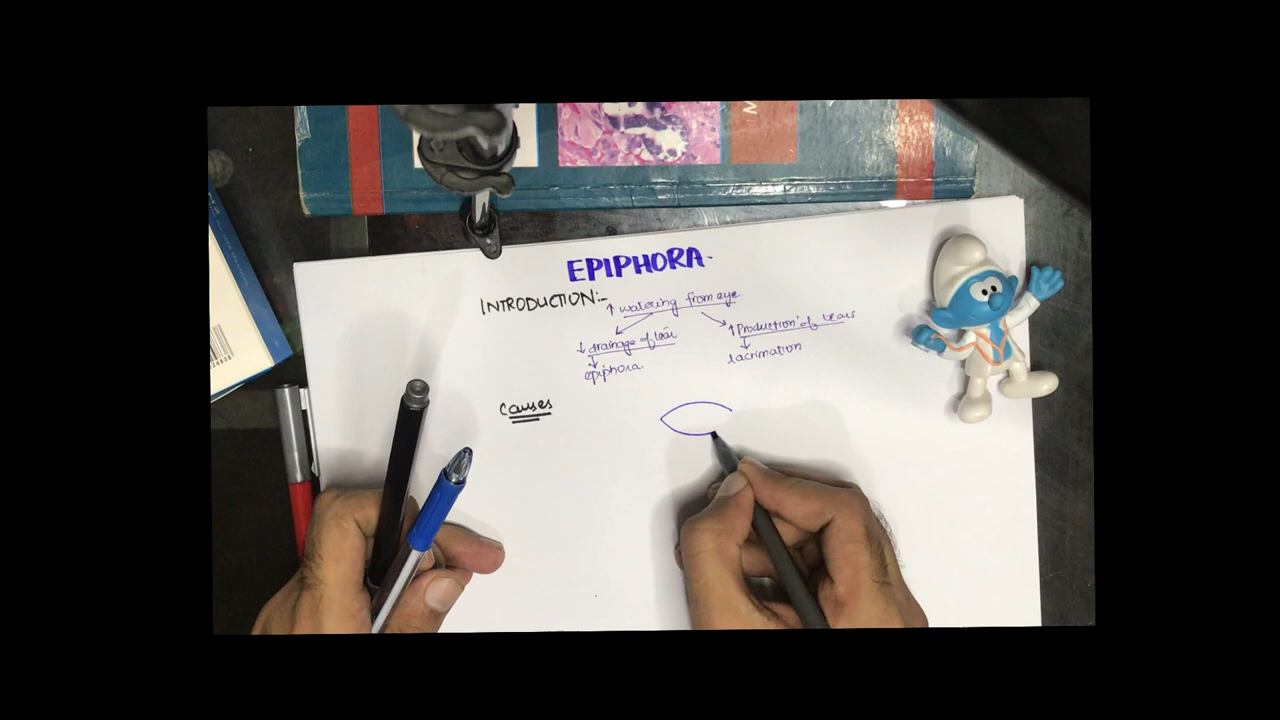 EPIPHORA.
INTRODUCTION:-
↑ watering from eye.
↓ drainage of tear
↑ Production of tears
↓
epiphora
↓
lacrimation
Causes
M